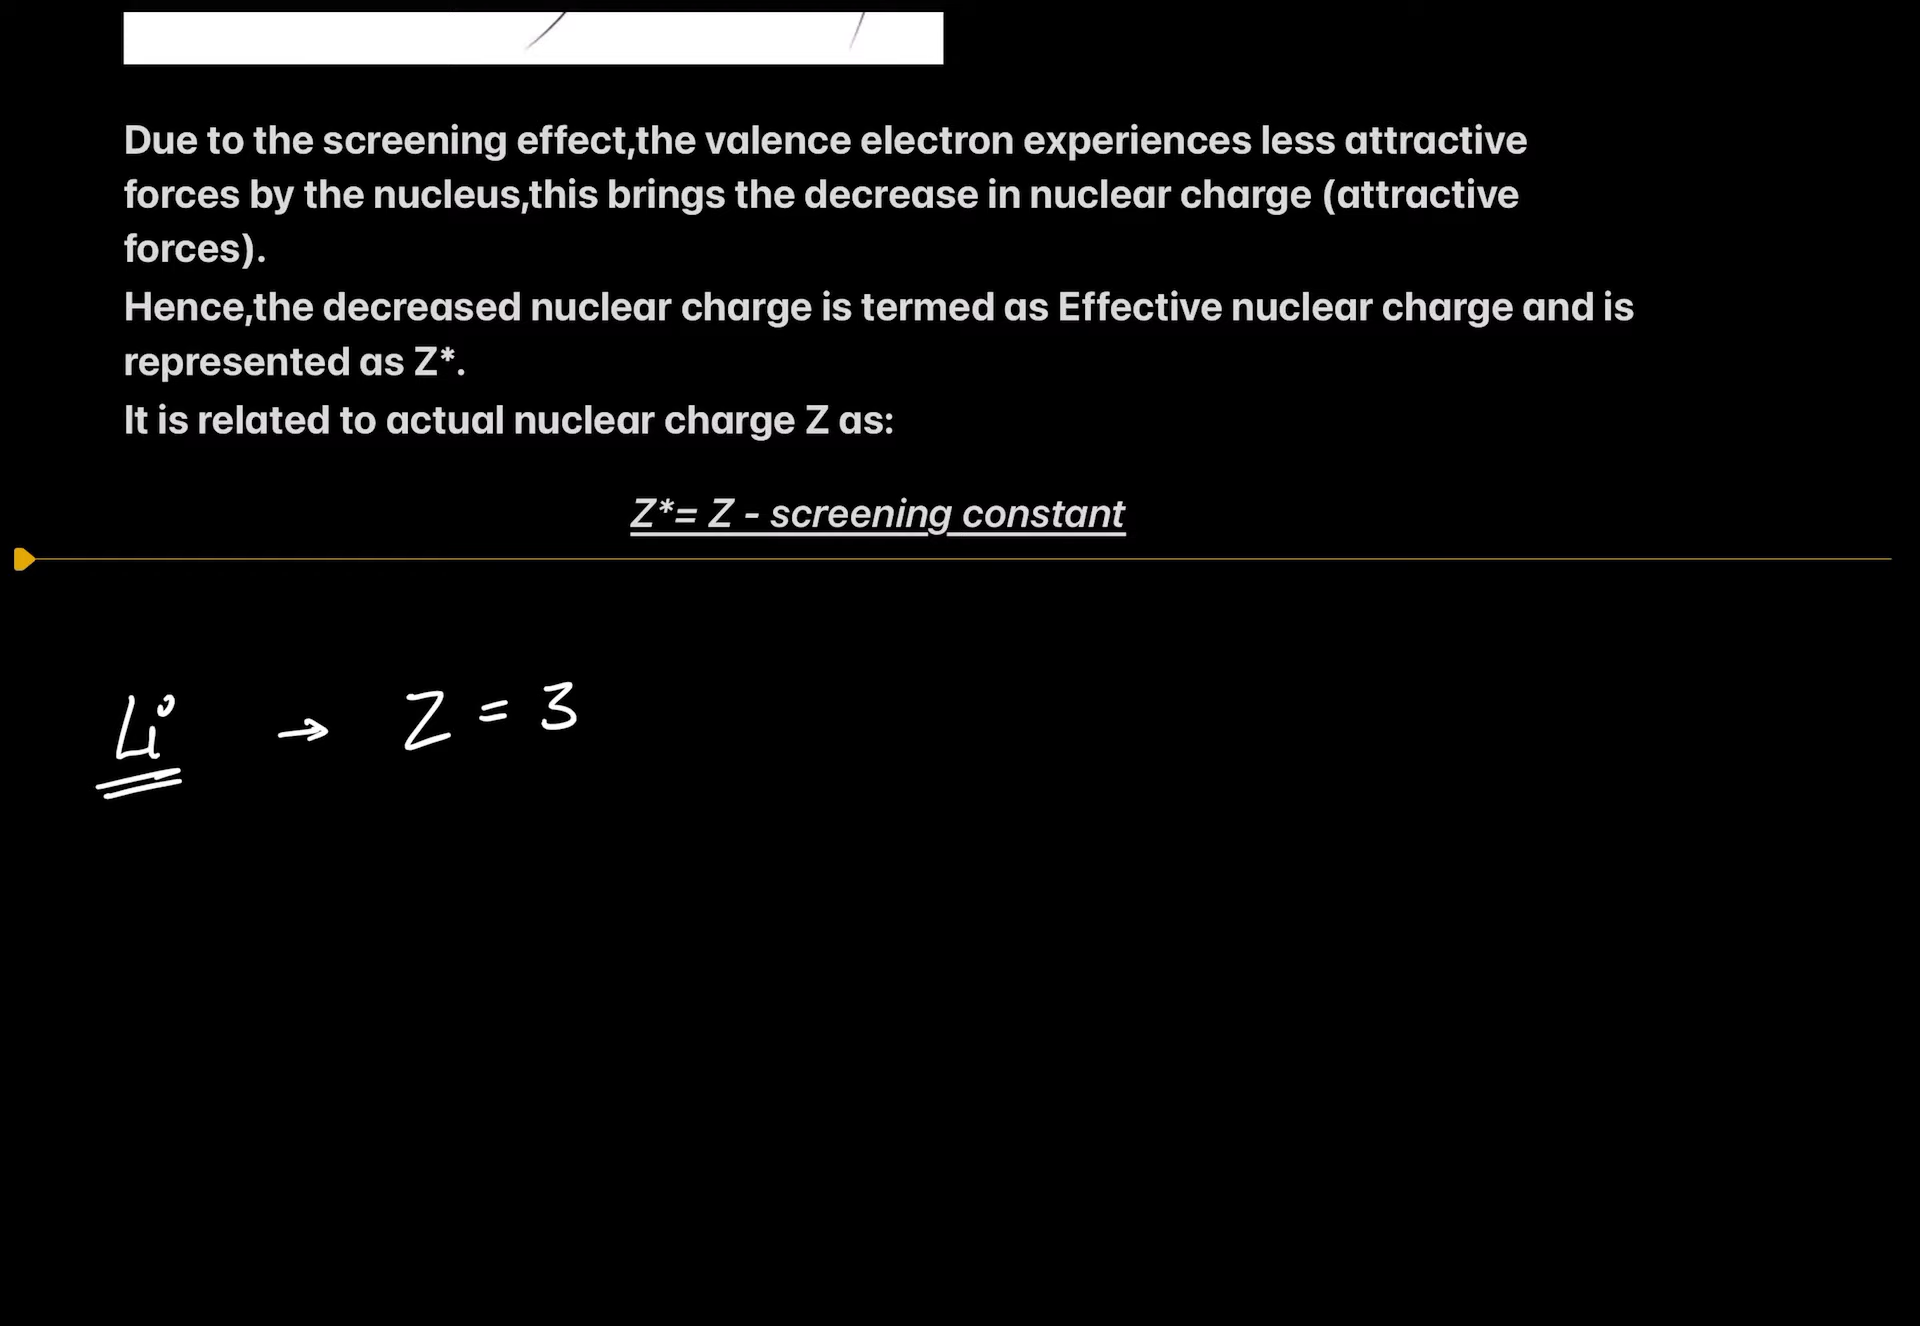 Due to the screening effect,the valence electron experiences less attractive
forces by the nucleus,this brings the decrease in nuclear charge (attractive
forces).
Hence,the decreased nuclear charge is termed as Effective nuclear charge and is
represented as Z*.
It is related to actual nuclear charge Z as:
Z*= Z - screening constant
Li → Z = 3